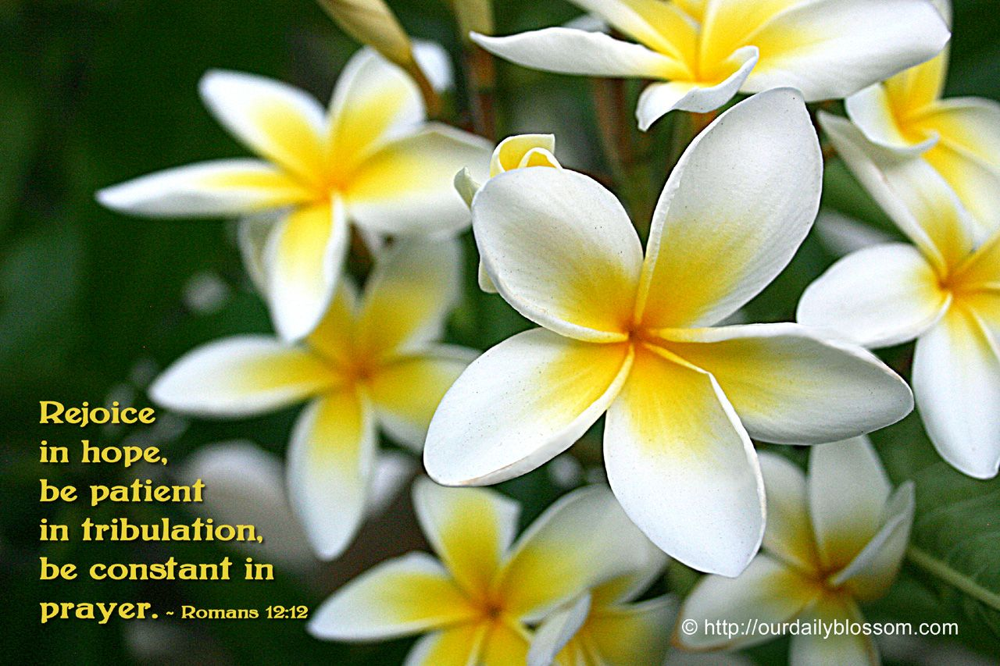 Rejoice
in hope,
be patient
in tribulation,
be constant in
prayer. ~ Romans 12:12
© http://ourdailyblossom.com